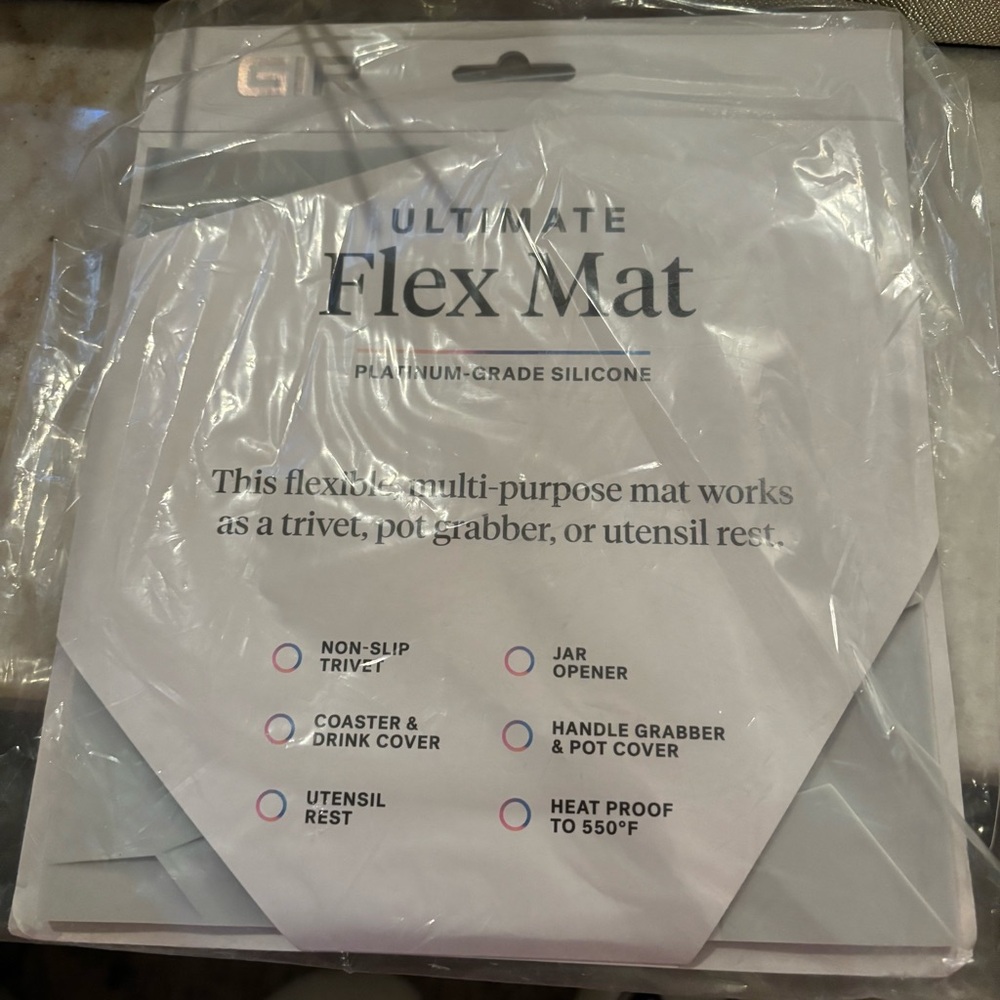 GIR
ULTIMATE
Flex Mat
PLATINUM-GRADE SILICONE
This flexible, multi-purpose mat works
as a trivet, pot grabber, or utensil rest.
NON-SLIP
TRIVET
JAR
OPENER
COASTER &
DRINK COVER
HANDLE GRABBER
& POT COVER
UTENSIL
REST
HEAT PROOF
TO 550°F